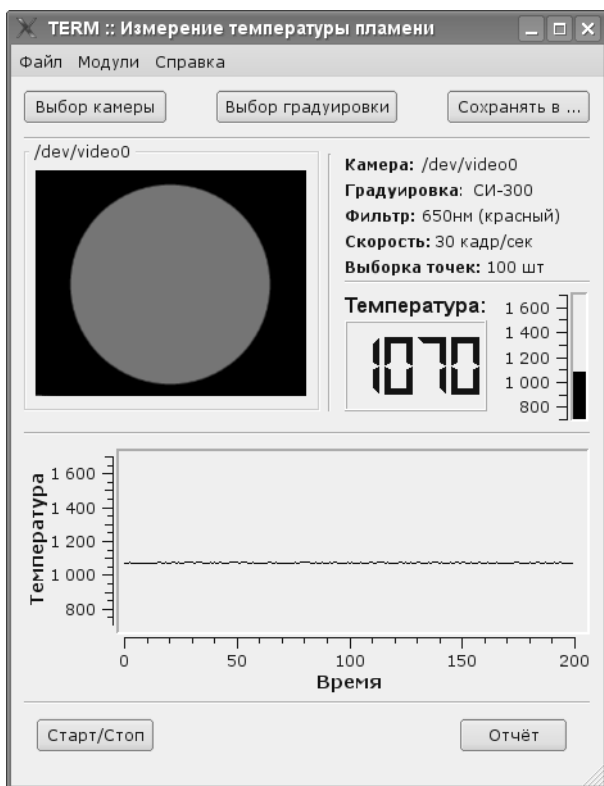 TERM :: Измерение температуры пламени
Файл Модули Справка
Выбор камеры Выбор градуировки Сохранять в ...
/dev/video0
Камера: /dev/video0
Градуировка: СИ-300
Фильтр: 650нм (красный)
Скорость: 30 кадр/сек
Выборка точек: 100 шт
Температура:
1070
1 600
1 400
1 200
1 000
800
Температура
1 600
1 400
1 200
1 000
800
0 50 100 150 200
Время
Старт/Стоп Отчёт